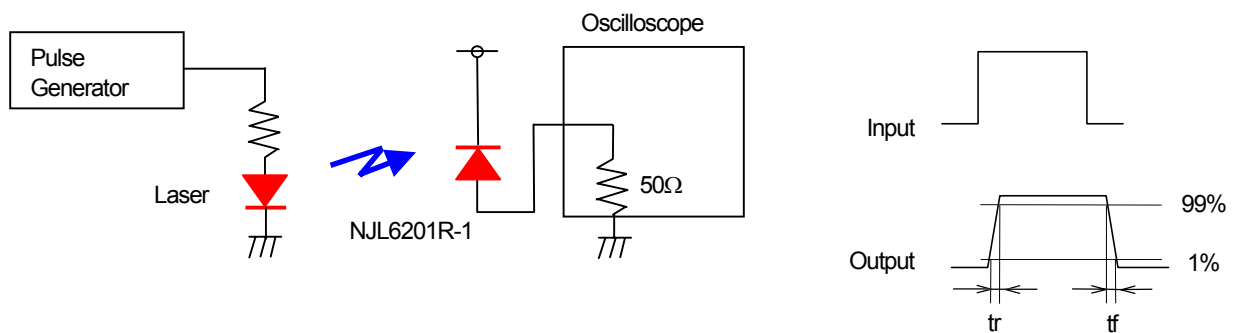 Oscilloscope
Pulse
Generator
Laser
NJL6201R-1
50Ω
Input
Output
99%
1%
tr
tf